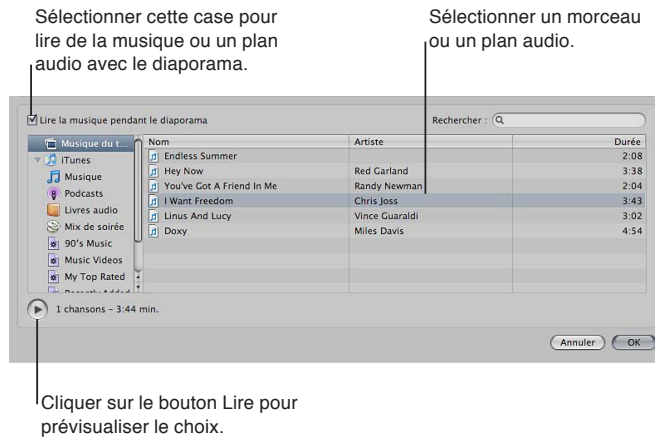 Sélectionner cette case pour
lire de la musique ou un plan
audio avec le diaporama.
Sélectionner un morceau
ou un plan audio.
Lire la musique pendant le diaporama
Rechercher :
Musique du t...
iTunes
Musique
Podcasts
Livres audio
Mix de soirée
90's Music
Music Videos
My Top Rated
Recently Added
Nom Artiste Durée
Endless Summer 2:08
Hey Now Red Garland 3:38
You've Got A Friend In Me Randy Newman 2:04
I Want Freedom Chris Joss 3:43
Linus And Lucy Vince Guaraldi 3:02
Doxy Miles Davis 4:54
1 chansons – 3:44 min.
Annuler OK
Cliquer sur le bouton Lire pour
prévisualiser le choix.